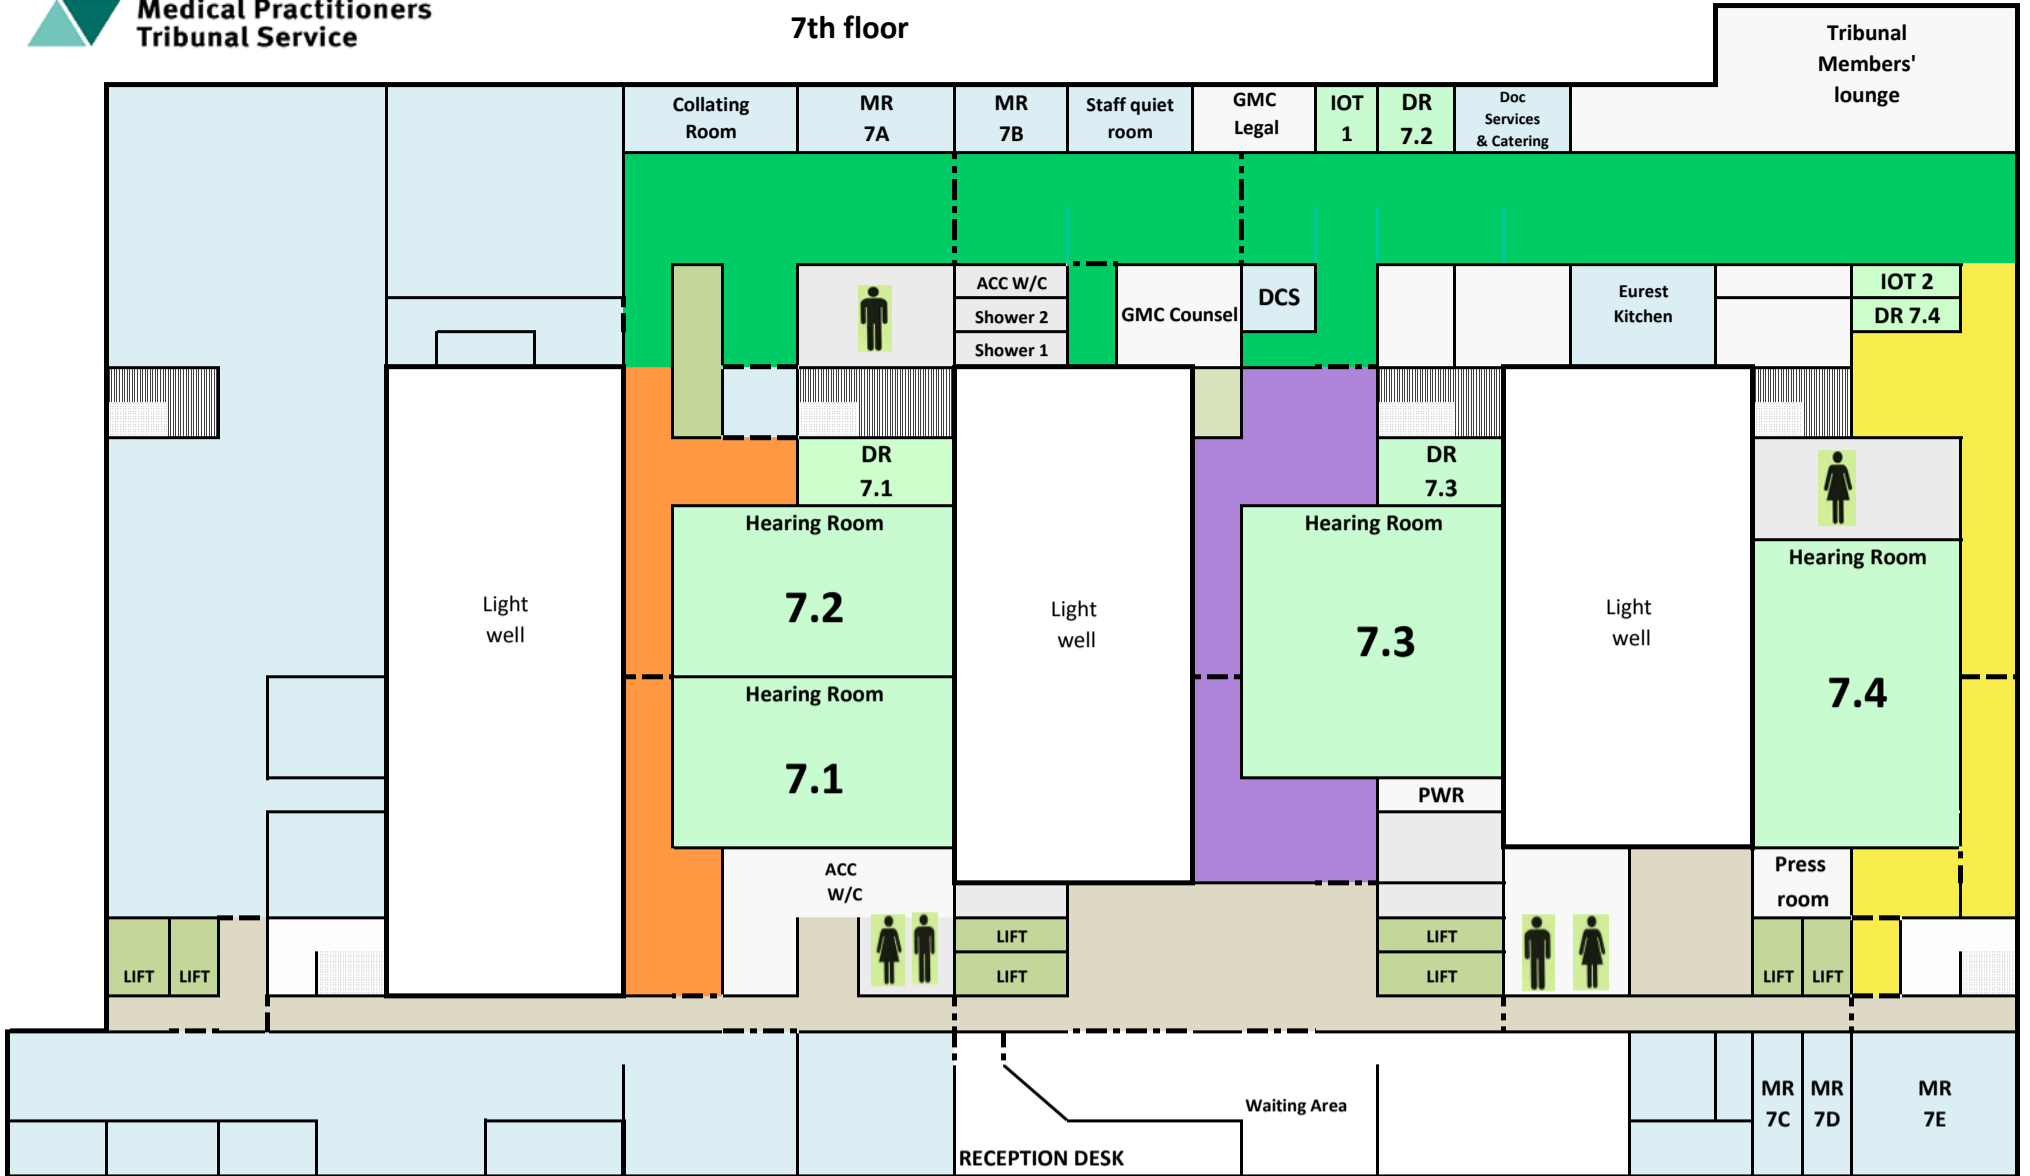 Medical Practitioners
Tribunal Service
7th floor
Tribunal
Members'
lounge
Collating
Room
MR
7A
MR
7B
Staff quiet
room
GMC
Legal
IOT
1
DR
7.2
Doc
Services
& Catering
ACC W/C
Shower 2
Shower 1
GMC Counsel
DCS
Eurest
Kitchen
IOT 2
DR 7.4
DR
7.1
DR
7.3
Hearing Room
7.2
Hearing Room
7.3
Hearing Room
7.4
Light
well
Light
well
Light
well
Hearing Room
7.1
PWR
ACC
W/C
Press
room
LIFT
LIFT
LIFT
LIFT
LIFT
LIFT
LIFT
LIFT
Waiting Area
RECEPTION DESK
MR
7C
MR
7D
MR
7E